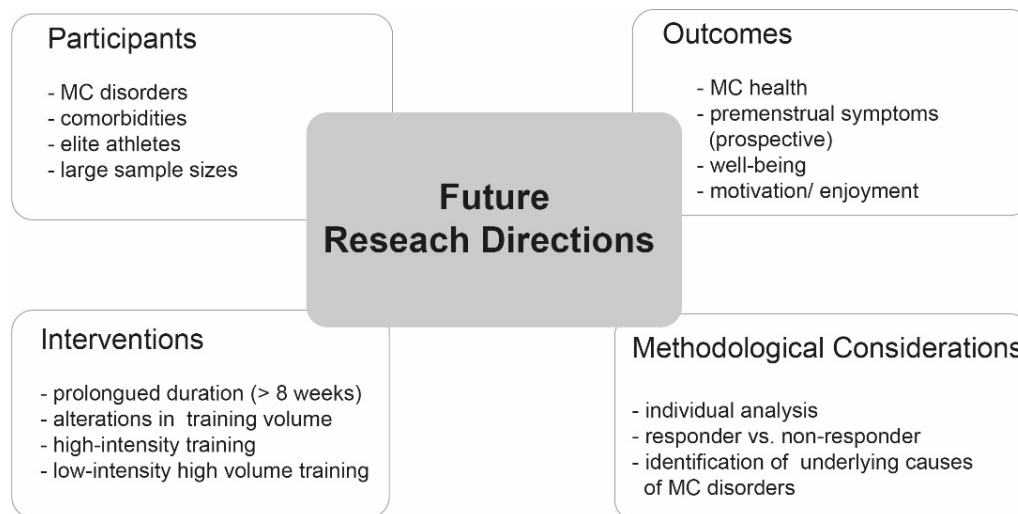 Participants
- MC disorders
- comorbidities
- elite athletes
- large sample sizes
Outcomes
- MC health
- premenstrual symptoms
(prospective)
- well-being
- motivation/ enjoyment
Future
Reseach Directions
Interventions
- prolongued duration (> 8 weeks)
- alterations in training volume
- high-intensity training
- low-intensity high volume training
Methodological Considerations
- individual analysis
- responder vs. non-responder
- identification of underlying causes
of MC disorders